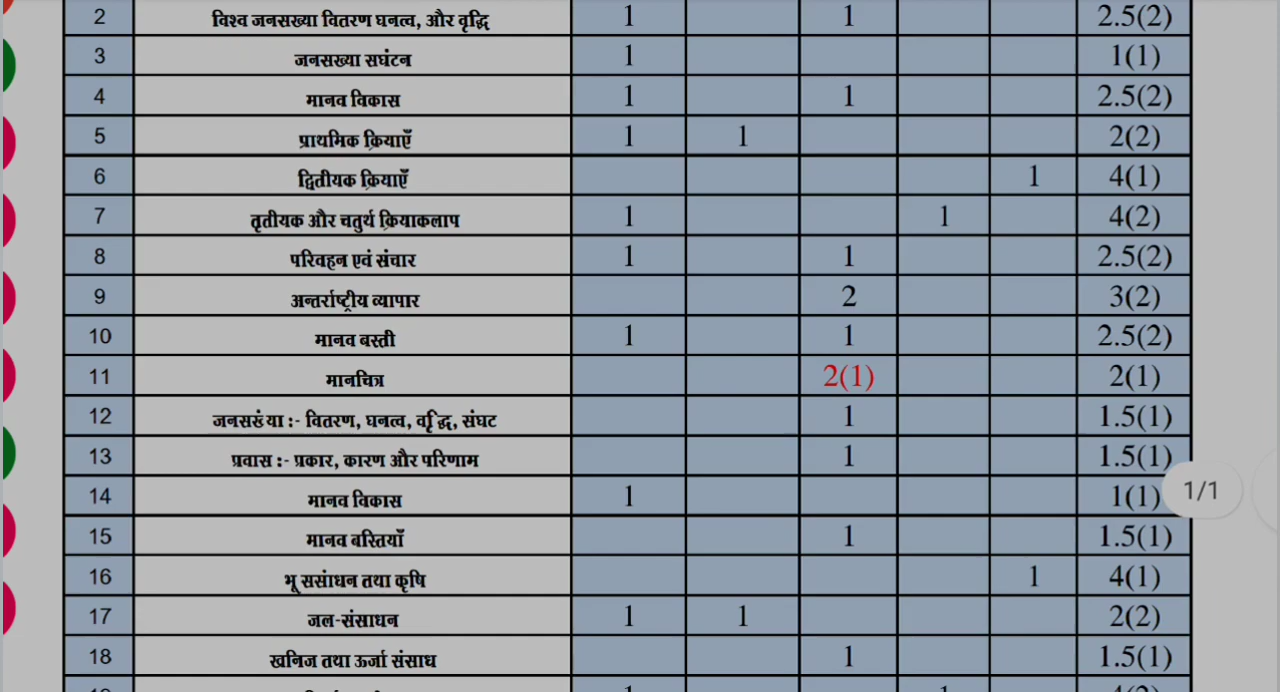 2 विश्व जनसख्या वितरण घनत्व, और वृद्धि 1 1 2.5(2)
3 जनसख्या सघंटन 1 1(1)
4 मानव विकास 1 1 2.5(2)
5 प्राथमिक क्रियाएँ 1 1 2(2)
6 द्वितीयक क्रियाएँ 1 4(1)
7 तृतीयक और चतुर्थ क्रियाकलाप 1 1 4(2)
8 परिवहन एवं संचार 1 1 2.5(2)
9 अन्तर्राष्ट्रीय व्यापार 2 3(2)
10 मानव बस्ती 1 1 2.5(2)
11 मानचित्र 2(1) 2(1)
12 जनसखंया :- वितरण, घनत्व, वृद्धि, संघट 1 1.5(1)
13 प्रवास :- प्रकार, कारण और परिणाम 1 1.5(1)
14 मानव विकास 1 1(1)
1/1
15 मानव बस्तियाँ 1 1.5(1)
16 भू ससांधन तथा कृषि 1 4(1)
17 जल-संसाधन 1 1 2(2)
18 खनिज तथा ऊर्जा संसाध 1 1.5(1)